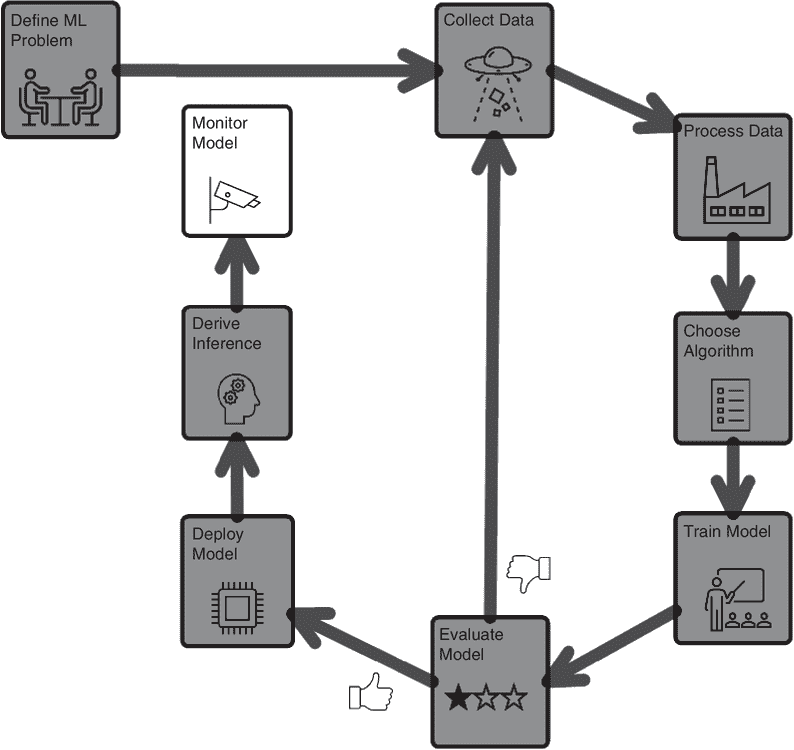 Define ML
Problem
Collect Data
Process Data
Monitor
Model
Derive
Inference
Choose
Algorithm
Deploy
Model
Train Model
Evaluate
Model